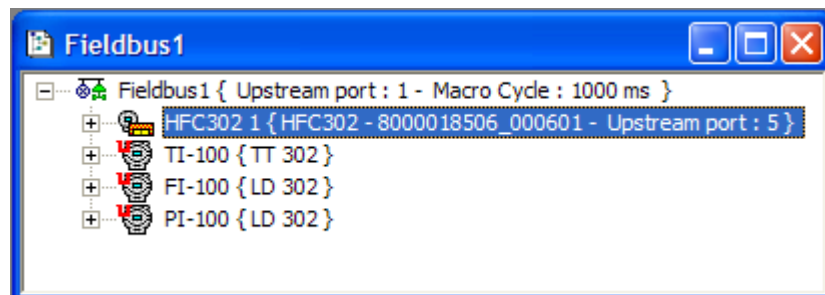 Fieldbus1
Fieldbus1 { Upstream port : 1 - Macro Cycle : 1000 ms }
HFC302 1 { HFC302 - 8000018506_000601 - Upstream port : 5 }
TI-100 { TT 302 }
FI-100 { LD 302 }
PI-100 { LD 302 }